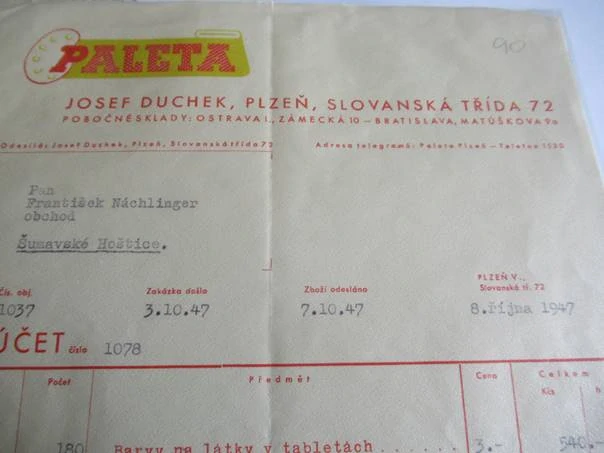 90
PALETA
JOSEF DUCHEK, PLZEŇ, SLOVANSKÁ TŘÍDA 72
POBOČNÉ SKLADY: OSTRAVA I., ZÁMECKÁ 10 – BRATISLAVA, MATÚŠKOVA 9a
Odesílá: Josef Duchek, Plzeň, Slovanská třída 72
Adresa telegramů: Paleta Plzeň – Telefon 1530
Pan
František Náchlinger
obchod
Šumavské Hoštice.
Čís. obj. Zakázka došla Zboží odesláno PLZEŇ V.,
Slovanská tř. 72
1037 3.10.47 7.10.47 8.října 1947
ÚČET číslo 1078
Počet Předmět Cena Celkem
Kčs h
180 Barvy na látky v tabletách...... 3.- 540.-